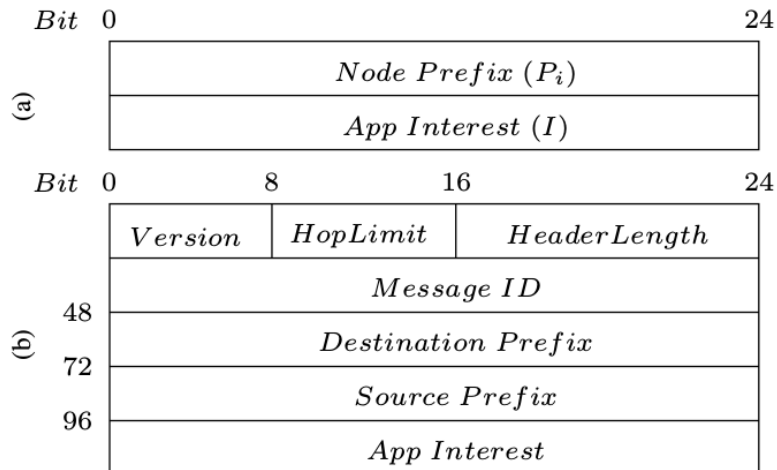 Bit 0 24
Node Prefix (P_i)
(a)
App Interest (I)
Bit 0 8 16 24
Version HopLimit HeaderLength
Message ID
48
(b)
Destination Prefix
72
Source Prefix
96
App Interest